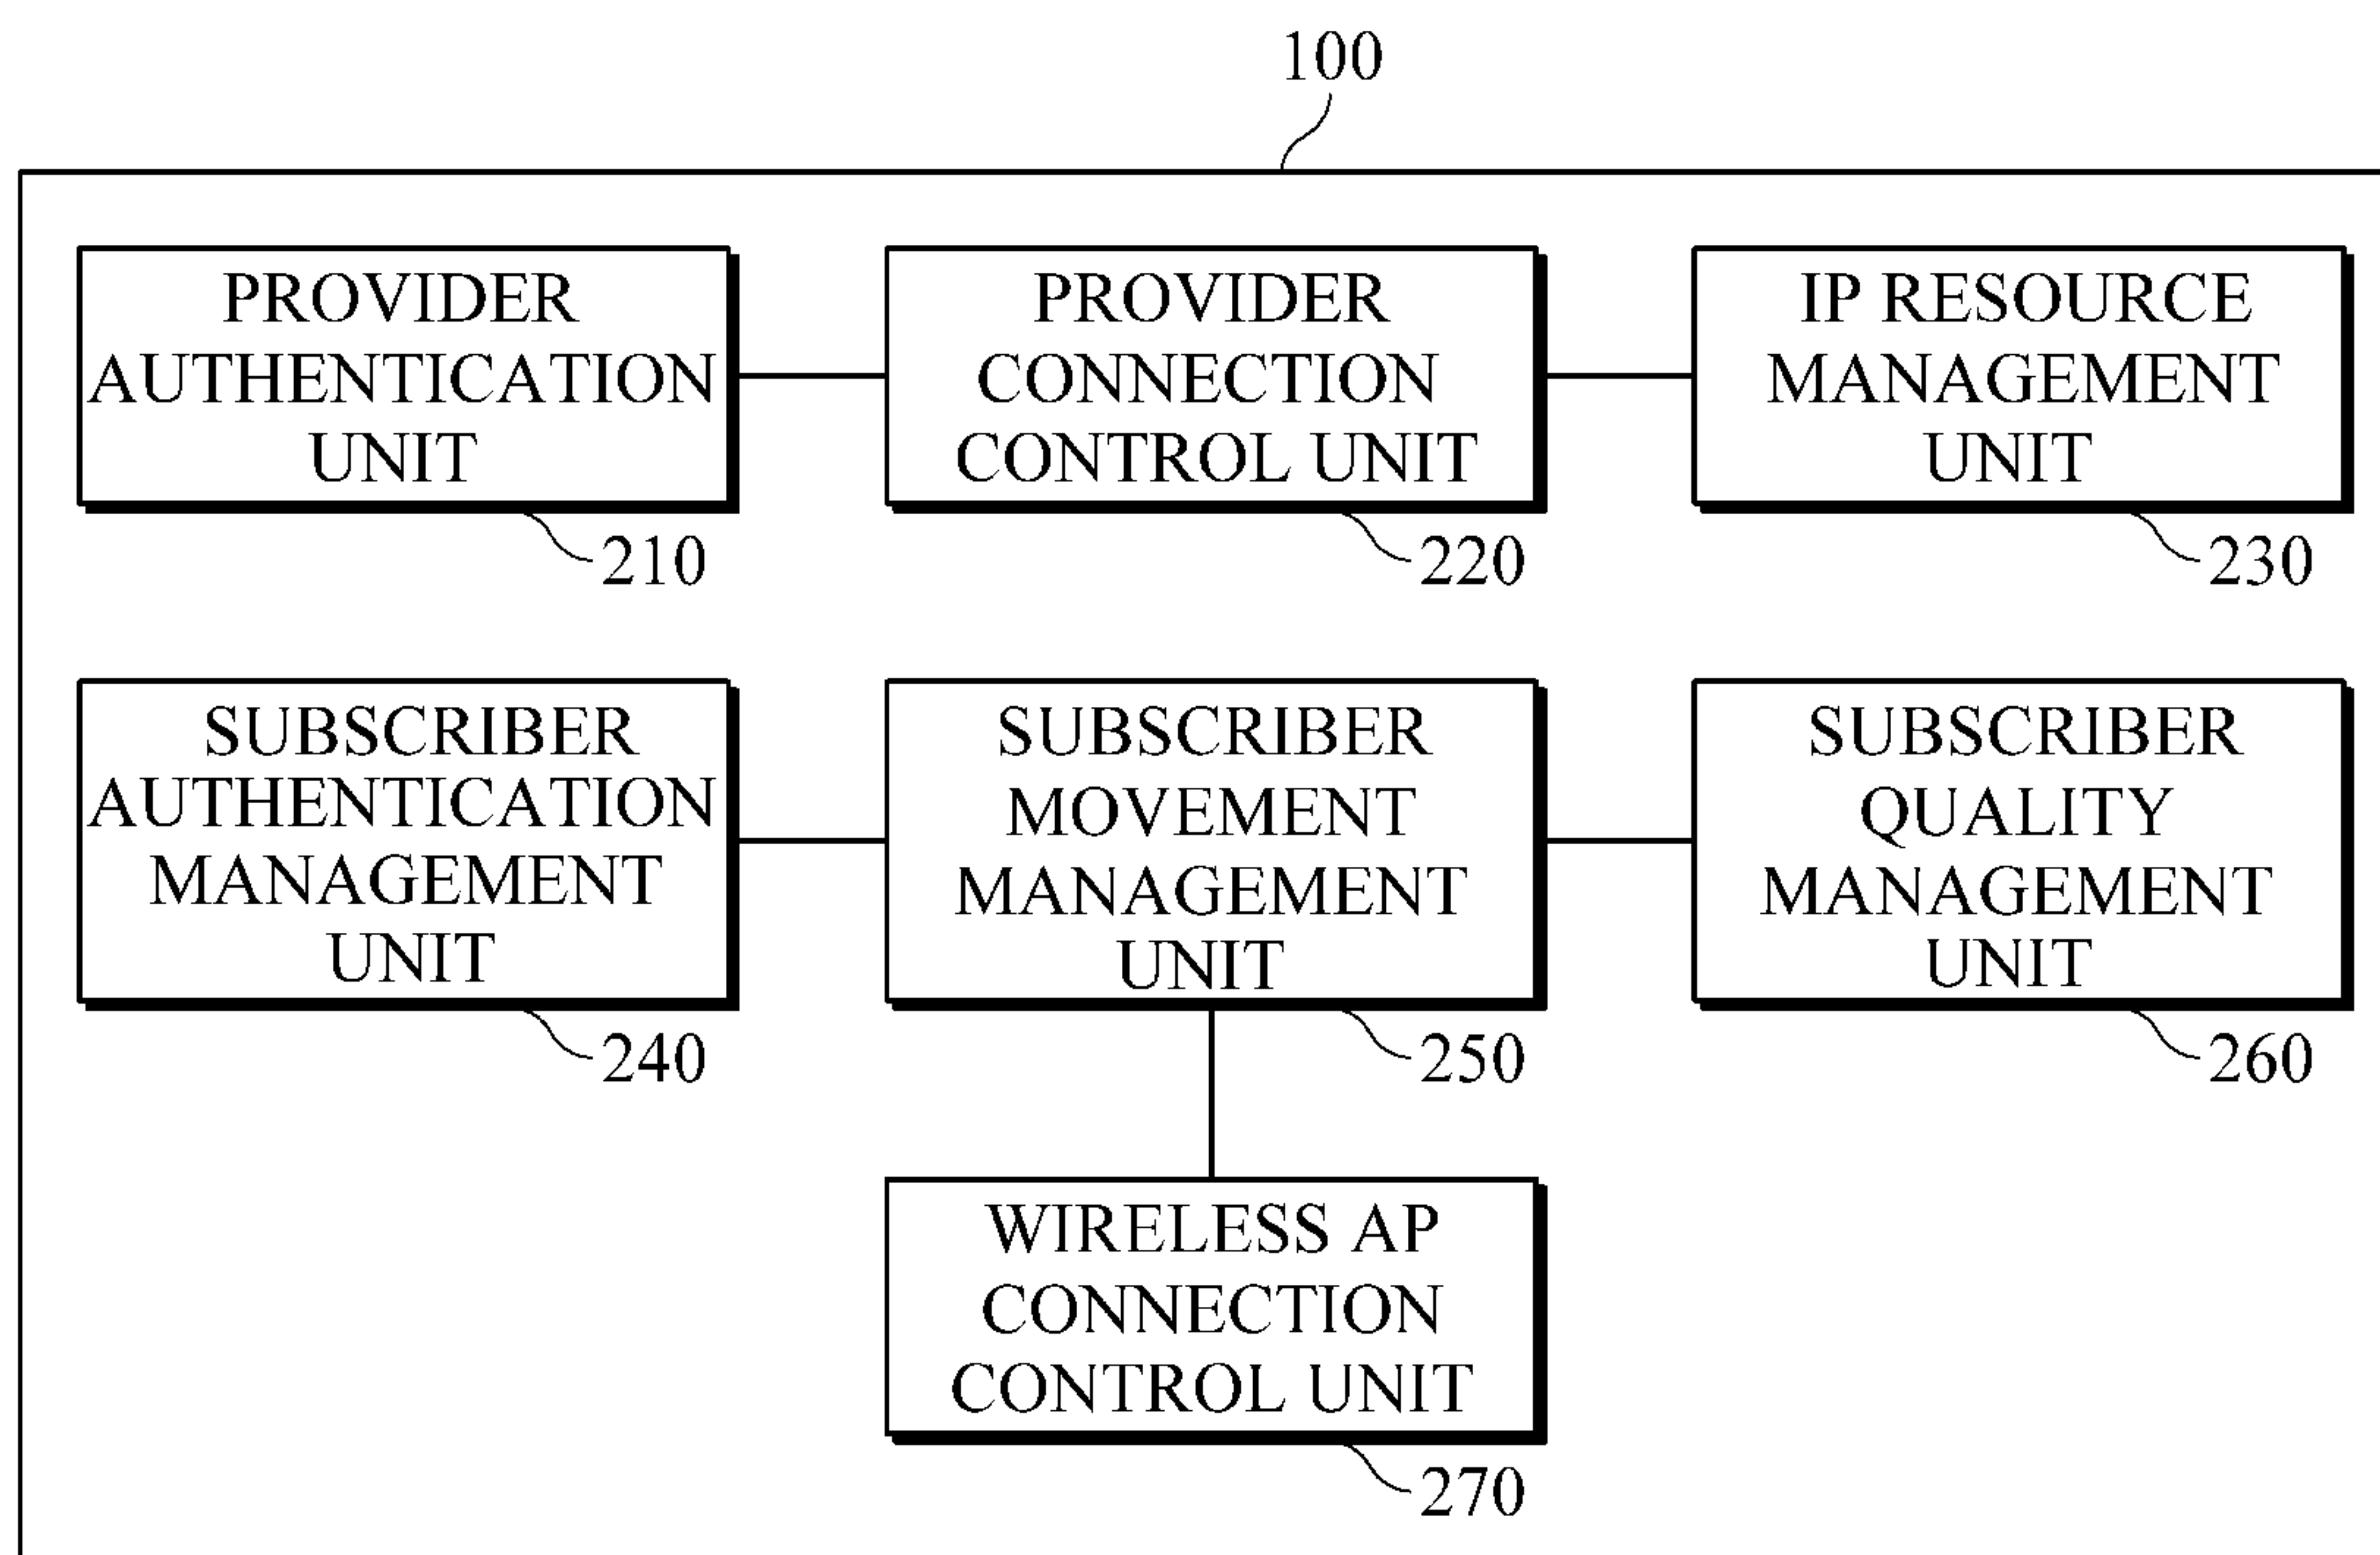 100
PROVIDER
AUTHENTICATION
UNIT
210
PROVIDER
CONNECTION
CONTROL UNIT
220
IP RESOURCE
MANAGEMENT
UNIT
230
SUBSCRIBER
AUTHENTICATION
MANAGEMENT
UNIT
240
SUBSCRIBER
MOVEMENT
MANAGEMENT
UNIT
250
SUBSCRIBER
QUALITY
MANAGEMENT
UNIT
260
WIRELESS AP
CONNECTION
CONTROL UNIT
270